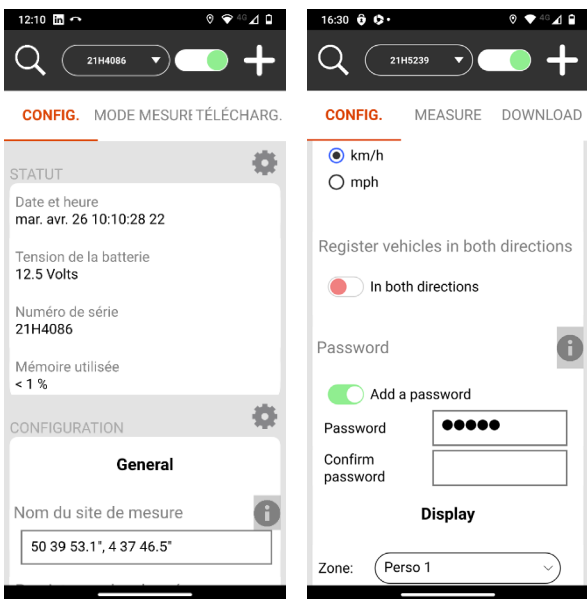 12:10 in 4G
21H4086
CONFIG. MODE MESURE TÉLÉCHARG.
STATUT
Date et heure
mar. avr. 26 10:10:28 22
Tension de la batterie
12.5 Volts
Numéro de série
21H4086
Mémoire utilisée
< 1 %
CONFIGURATION
General
Nom du site de mesure
i
50 39 53.1", 4 37 46.5"
16:30 4G
21H5239
CONFIG. MEASURE DOWNLOAD
km/h
mph
Register vehicles in both directions
In both directions
Password
i
Add a password
Password ●●●●●
Confirm
password
Display
Zone: Perso 1